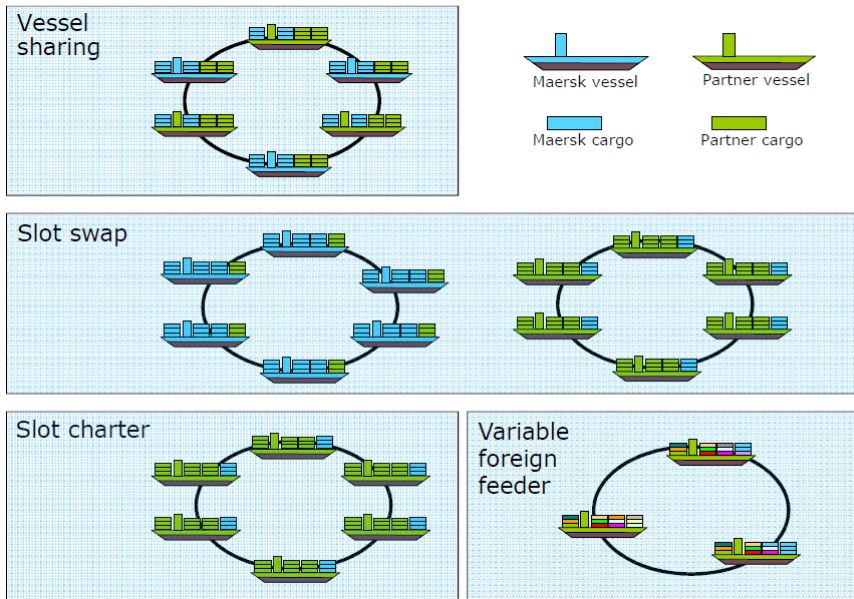 Vessel
sharing
Maersk vessel
Partner vessel
Maersk cargo
Partner cargo
Slot swap
Slot charter
Variable
foreign
feeder